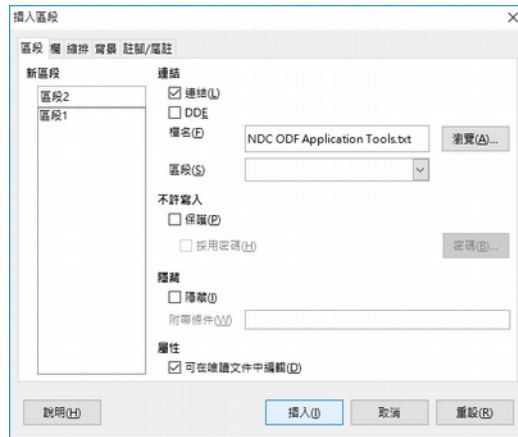 插入區段
區段 欄 縮排 背景 註腳/尾註
新區段
區段2
區段1
連結
連結(L)
DDE
檔名(F) NDC ODF Application Tools.txt 瀏覽(A)...
區段(S)
不許寫入
保護(P)
採用密碼(H) 密碼(B)...
隱藏
隱藏(I)
附帶條件(W)
屬性
可在唯讀文件中編輯(D)
說明(H) 插入(I) 取消 重設(R)